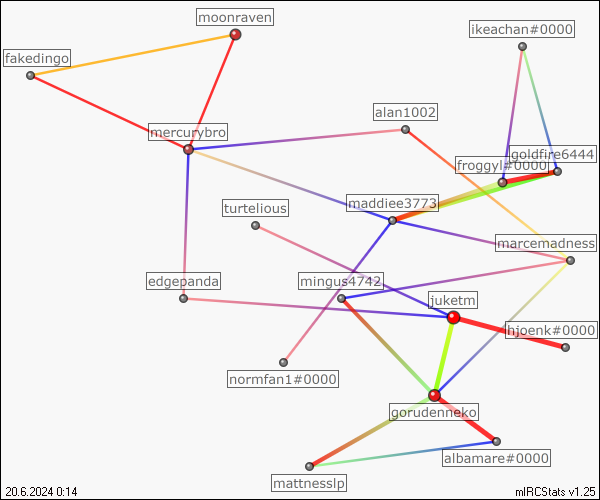 moonraven
ikeachan#0000
fakedingo
alan1002
mercurybro
goldfire6444
froggyl#0000
maddiee3773
turtelious
marcemadness
edgepanda
mingus4742
juketm
hjoenk#0000
normfan1#0000
gorudenneko
albamare#0000
mattnesslp
20.6.2024 0:14
mIRCStats v1.25